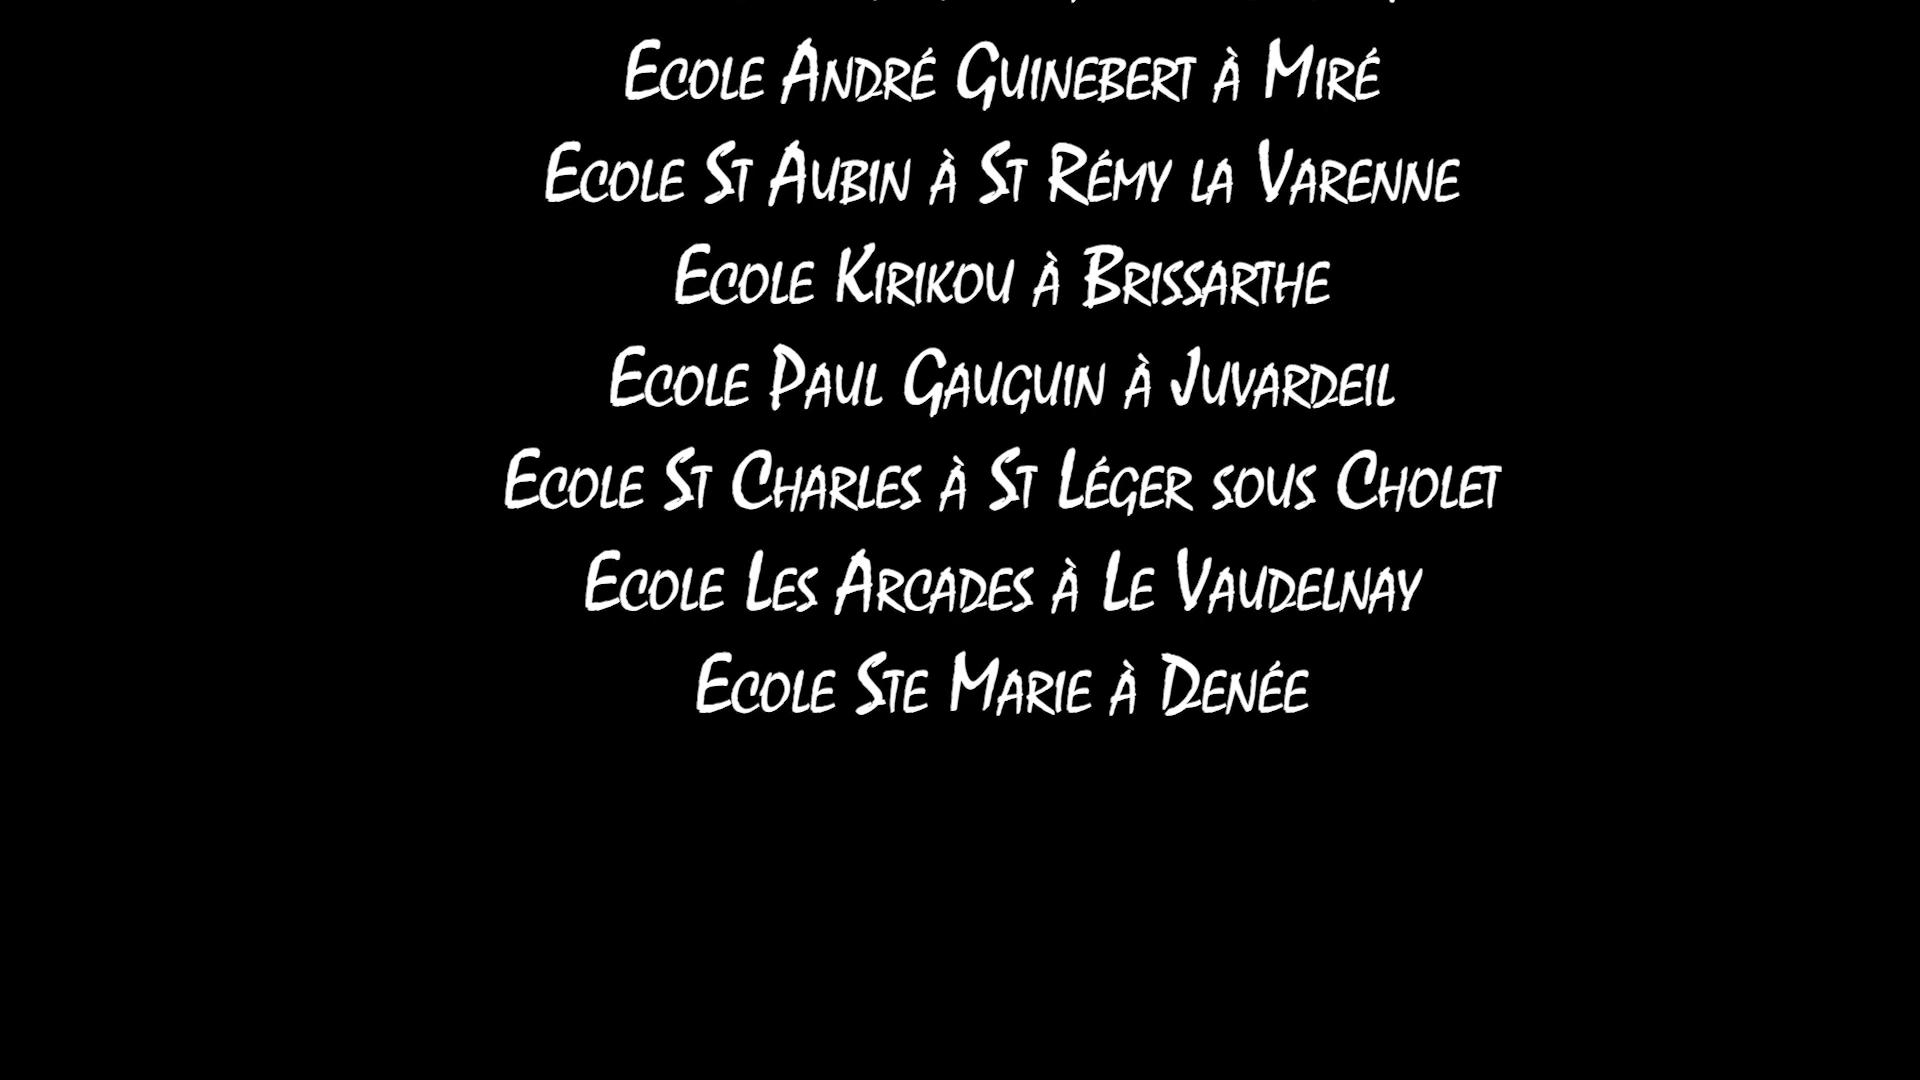 Ecole André Guinebert à Miré
Ecole St Aubin à St Rémy la Varenne
Ecole Kirikou à Brissarthe
Ecole Paul Gauguin à Juvardeil
Ecole St Charles à St Léger sous Cholet
Ecole Les Arcades à Le Vaudelnay
Ecole Ste Marie à Denée